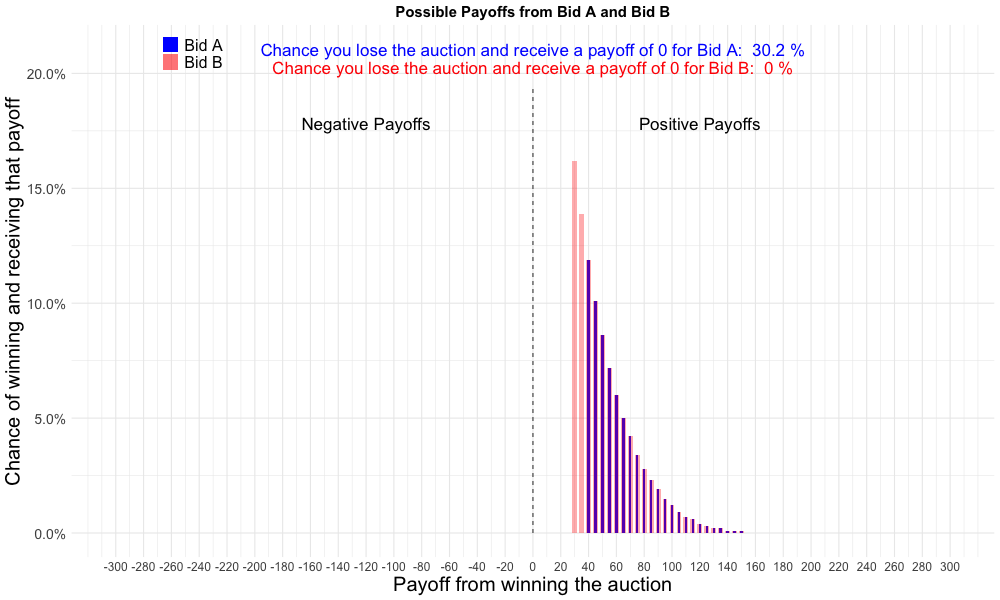 Possible Payoffs from Bid A and Bid B
Bid A
Bid B
Chance you lose the auction and receive a payoff of 0 for Bid A:  30.2 %
Chance you lose the auction and receive a payoff of 0 for Bid B:  0 %
Negative Payoffs
Positive Payoffs
Chance of winning and receiving that payoff
20.0%
15.0%
10.0%
5.0%
0.0%
-300 -280 -260 -240 -220 -200 -180 -160 -140 -120 -100 -80 -60 -40 -20 0 20 40 60 80 100 120 140 160 180 200 220 240 260 280 300
Payoff from winning the auction